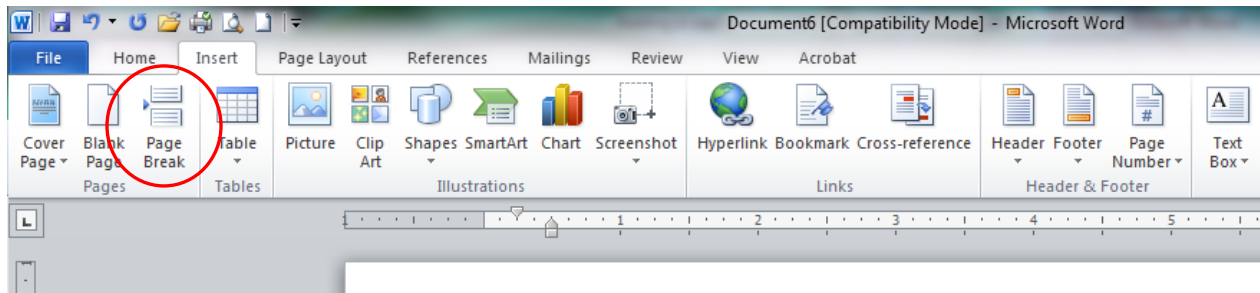 W Document6 [Compatibility Mode] - Microsoft Word
File Home Insert Page Layout References Mailings Review View Acrobat
Cover Blank Page Table Picture Clip Shapes SmartArt Chart Screenshot Hyperlink Bookmark Cross-reference Header Footer Page Text
Page Page Break Art Number Box
Pages Tables Illustrations Links Header & Footer
L 1 1 2 3 4 5